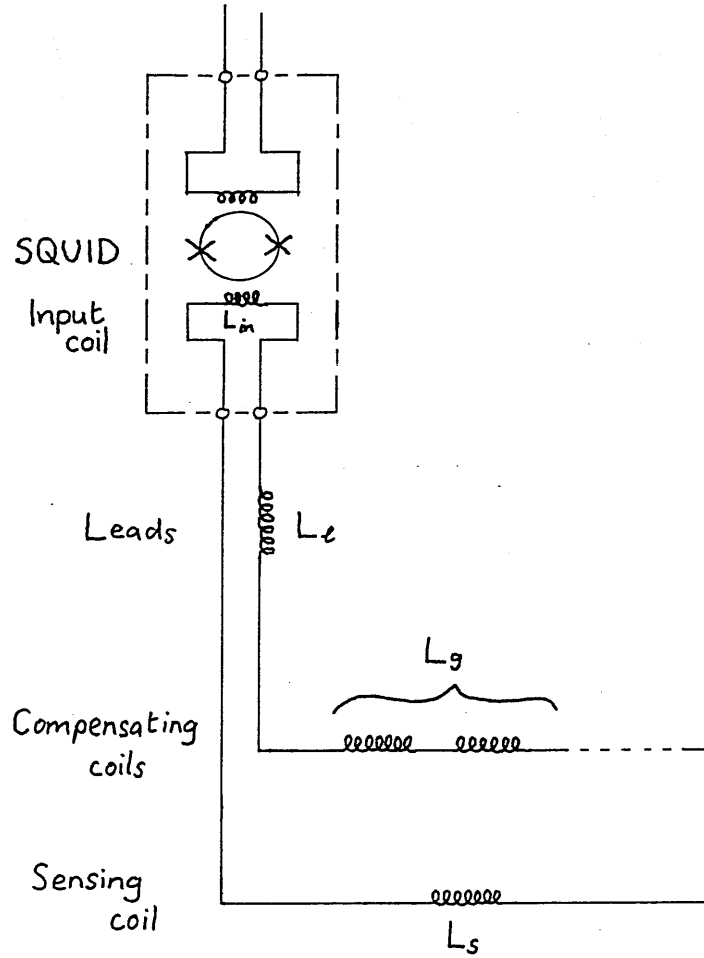 SQUID
Input
coil
Lin
Leads
Lℓ
Lg
Compensating
coils
Sensing
coil
Ls